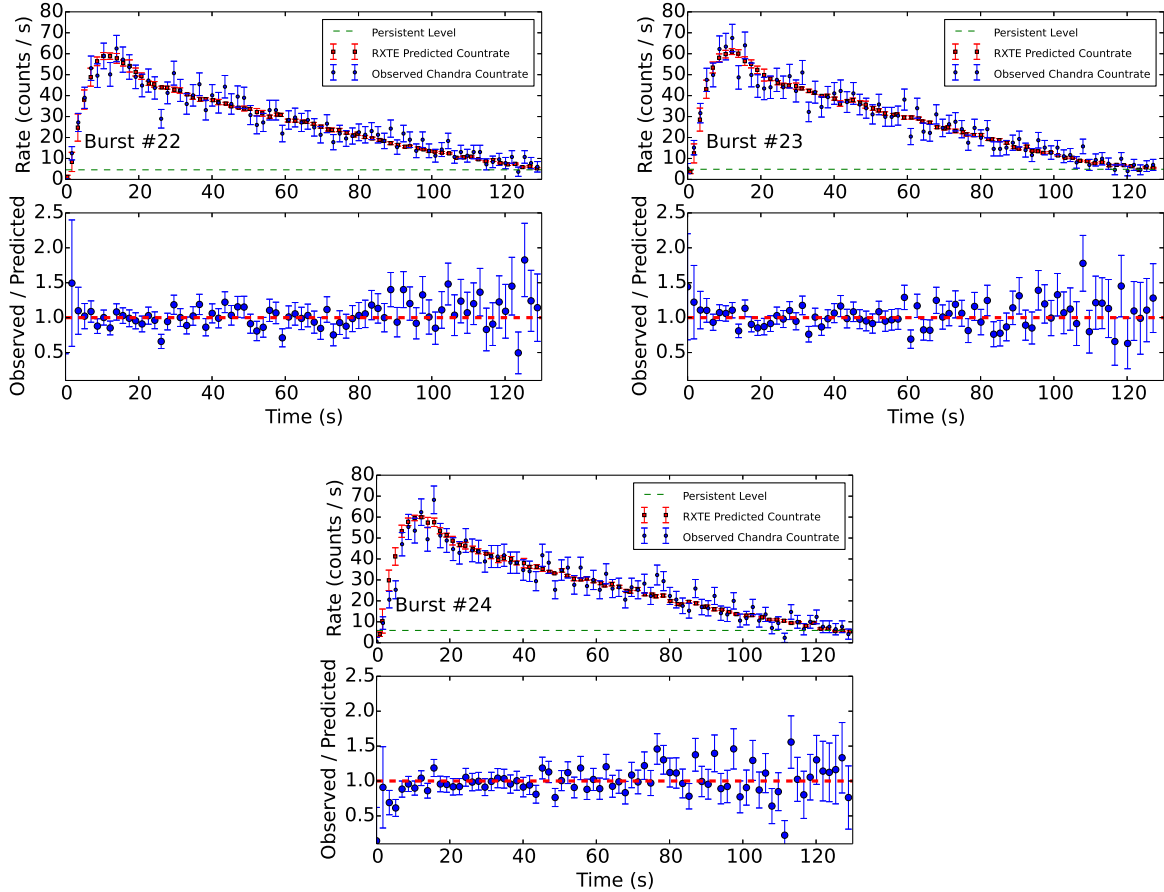 Rate (counts / s)
80
70
60
50
40
30
20
10
0
Persistent Level
RXTE Predicted Countrate
Observed Chandra Countrate
Burst #22
0 20 40 60 80 100 120
Observed / Predicted
2.5
2.0
1.5
1.0
0.5
0 20 40 60 80 100 120
Time (s)
Rate (counts / s)
80
70
60
50
40
30
20
10
0
Persistent Level
RXTE Predicted Countrate
Observed Chandra Countrate
Burst #23
0 20 40 60 80 100 120
Observed / Predicted
2.5
2.0
1.5
1.0
0.5
0 20 40 60 80 100 120
Time (s)
Rate (counts / s)
80
70
60
50
40
30
20
10
0
Persistent Level
RXTE Predicted Countrate
Observed Chandra Countrate
Burst #24
0 20 40 60 80 100 120
Observed / Predicted
2.5
2.0
1.5
1.0
0.5
0 20 40 60 80 100 120
Time (s)